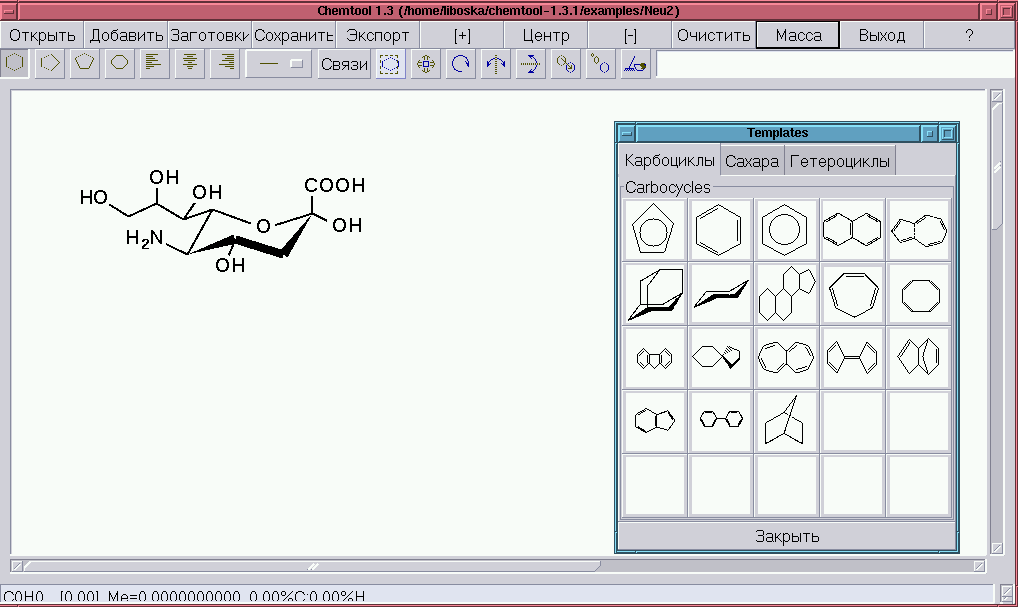 Chemtool 1.3 (/home/liboska/chemtool-1.3.1/examples/Neu2)
Открыть Добавить Заготовки Сохранить Экспорт [+] Центр [-] Очистить Масса Выход ?
Связи
Templates
Карбоциклы Сахара Гетероциклы
Carbocycles
OH
COOH
HO
OH
O
OH
H2N
OH
Закрыть
C0H0 [0.00] Me=0.0000000000 0.00%C:0.00%H